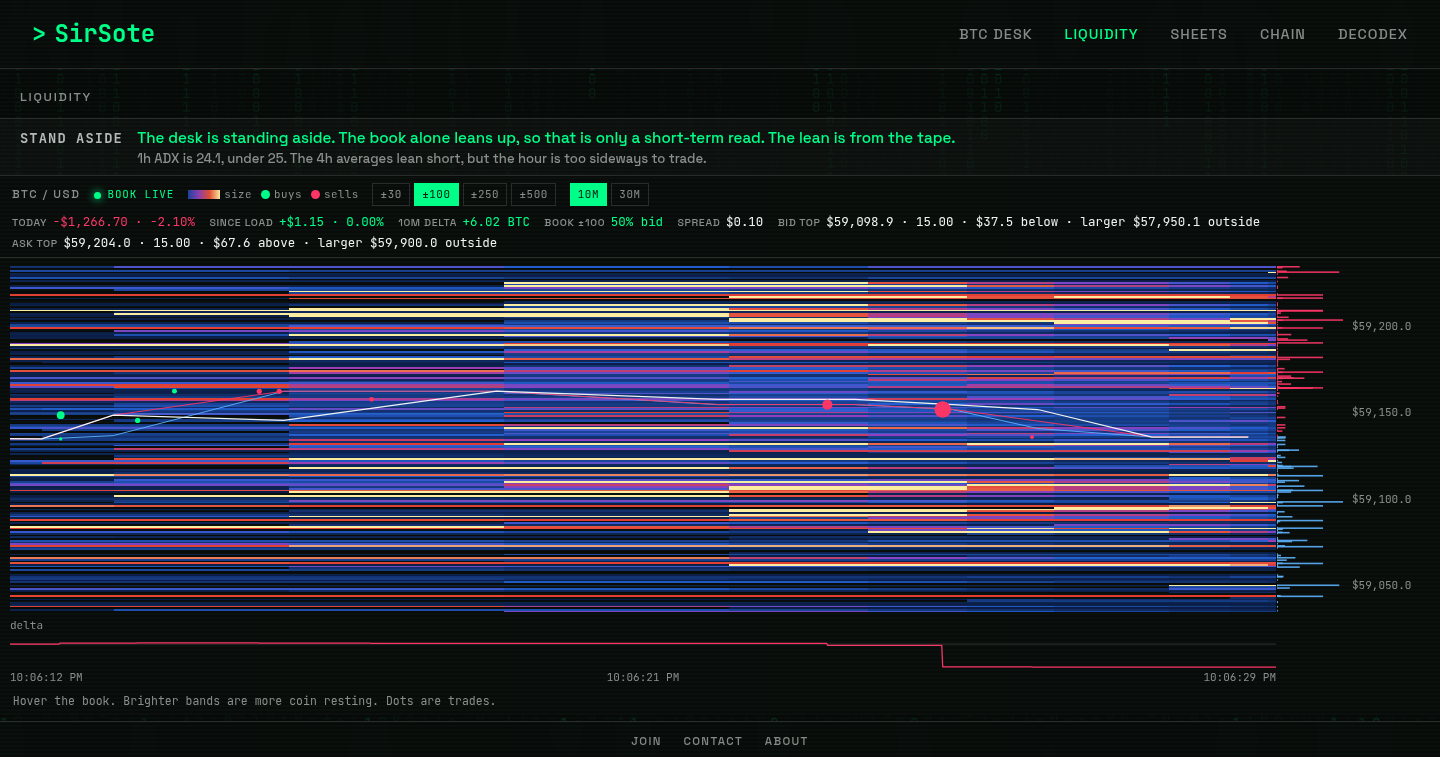 > SirSote
BTC DESK LIQUIDITY SHEETS CHAIN DECODEX
LIQUIDITY
STAND ASIDE The desk is standing aside. The book alone leans up, so that is only a short-term read. The lean is from the tape.
1h ADX is 24.1, under 25. The 4h averages lean short, but the hour is too sideways to trade.
BTC / USD BOOK LIVE size buys sells ±30 ±100 ±250 ±500 10M 30M
TODAY -$1,266.70 · -2.10% SINCE LOAD +$1.15 · 0.00% 10M DELTA +6.02 BTC BOOK ±100 50% bid SPREAD $0.10 BID TOP $59,098.9 · 15.00 · $37.5 below · larger $57,950.1 outside
ASK TOP $59,204.0 · 15.00 · $67.6 above · larger $59,900.0 outside
$59,200.0
$59,150.0
$59,100.0
$59,050.0
delta
10:06:12 PM 10:06:21 PM 10:06:29 PM
Hover the book. Brighter bands are more coin resting. Dots are trades.
JOIN CONTACT ABOUT